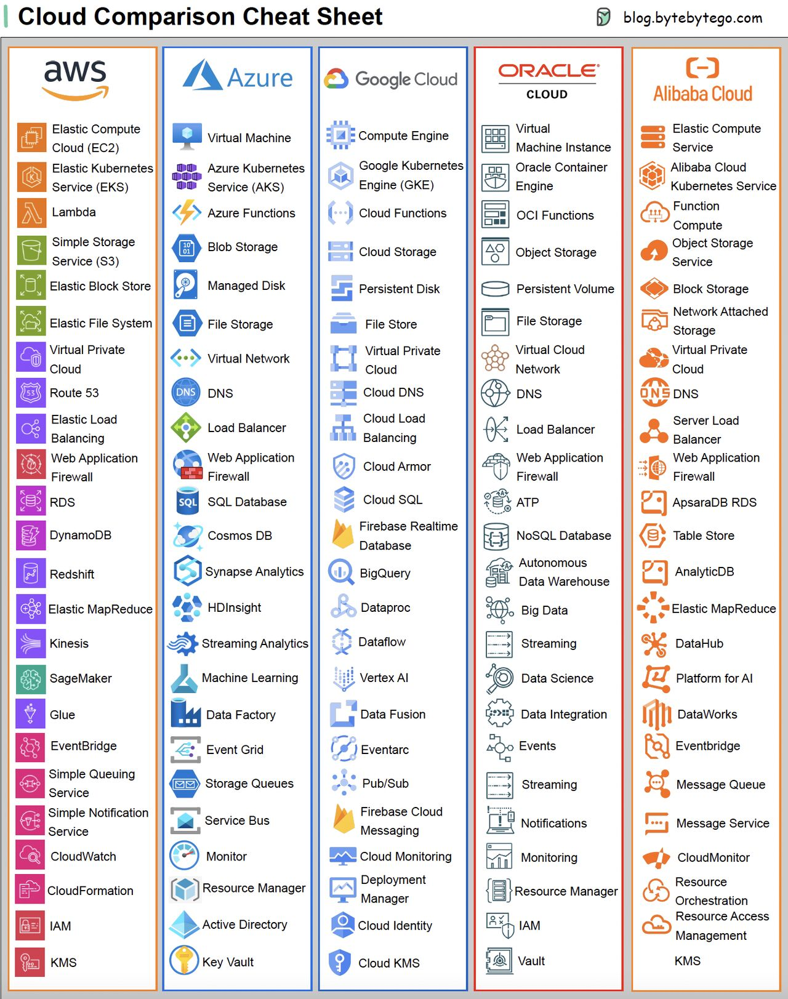 Cloud Comparison Cheat Sheet
blog.bytebytego.com
aws
Elastic Compute
Cloud (EC2)
Elastic Kubernetes
Service (EKS)
Lambda
Simple Storage
Service (S3)
Elastic Block Store
Elastic File System
Virtual Private
Cloud
53
Route 53
Elastic Load
Balancing
Web Application
Firewall
RDS
DynamoDB
Redshift
Elastic MapReduce
Kinesis
SageMaker
Glue
EventBridge
Simple Queuing
Service
Simple Notification
Service
CloudWatch
CloudFormation
IAM
KMS
Azure
Virtual Machine
Azure Kubernetes
Service (AKS)
Azure Functions
10
01
Blob Storage
Managed Disk
File Storage
Virtual Network
DNS
DNS
Load Balancer
Web Application
Firewall
SQL
SQL Database
Cosmos DB
Synapse Analytics
HDInsight
Streaming Analytics
Machine Learning
Data Factory
Event Grid
Storage Queues
Service Bus
Monitor
Resource Manager
Active Directory
Key Vault
Google Cloud
Compute Engine
Google Kubernetes
Engine (GKE)
Cloud Functions
Cloud Storage
Persistent Disk
File Store
Virtual Private
Cloud
Cloud DNS
Cloud Load
Balancing
Cloud Armor
Cloud SQL
Firebase Realtime
Database
BigQuery
Dataproc
Dataflow
Vertex AI
Data Fusion
Eventarc
Pub/Sub
Firebase Cloud
Messaging
Cloud Monitoring
Deployment
Manager
Cloud Identity
Cloud KMS
ORACLE
CLOUD
Virtual
Machine Instance
Oracle Container
Engine
OCI Functions
Object Storage
Persistent Volume
File Storage
Virtual Cloud
Network
DNS
Load Balancer
Web Application
Firewall
ATP
NoSQL Database
Autonomous
Data Warehouse
Big Data
Streaming
Data Science
Data Integration
Events
Streaming
Notifications
Monitoring
Resource Manager
IAM
Vault
Alibaba Cloud
Elastic Compute
Service
Alibaba Cloud
Kubernetes Service
Function
Compute
Object Storage
Service
Block Storage
Network Attached
Storage
Virtual Private
Cloud
DNS
DNS
Server Load
Balancer
Web Application
Firewall
ApsaraDB RDS
Table Store
AnalyticDB
Elastic MapReduce
DataHub
Platform for AI
DataWorks
Eventbridge
Message Queue
Message Service
CloudMonitor
Resource
Orchestration
Resource Access
Management
KMS